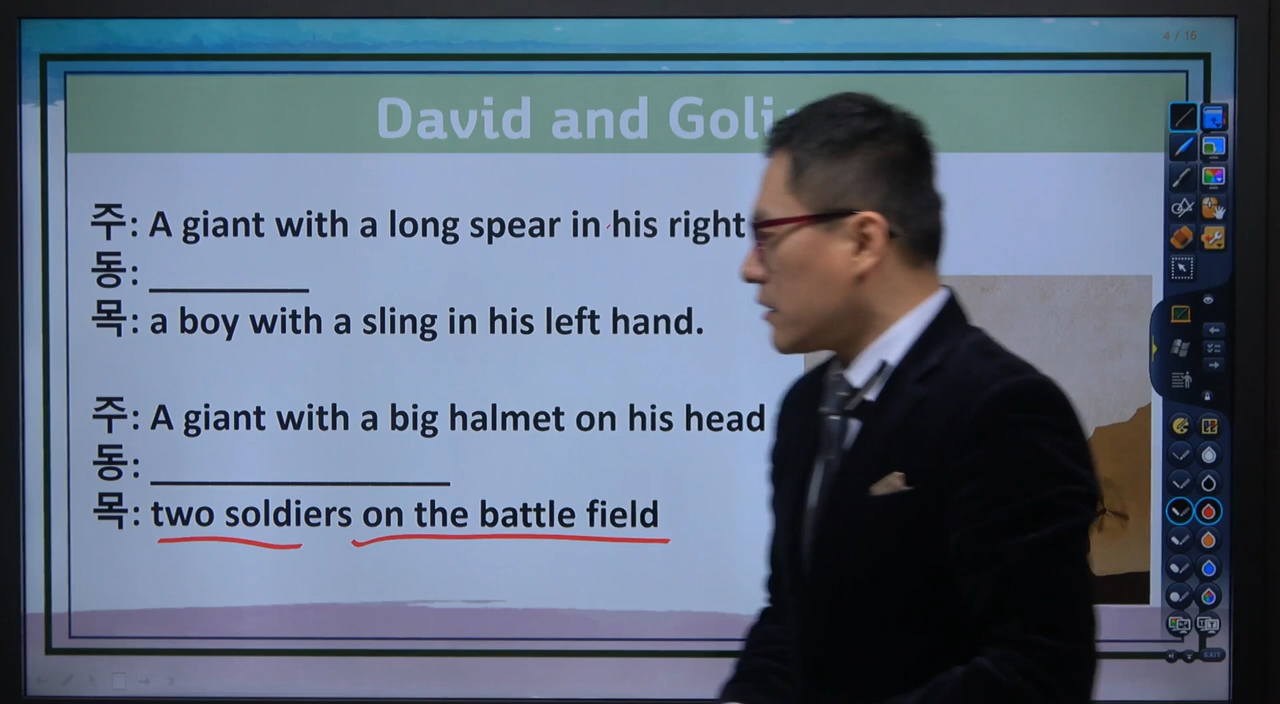 4 / 16
David and Goli
주: A giant with a long spear in his right
동:
목: a boy with a sling in his left hand.
주: A giant with a big halmet on his head
동:
목: two soldiers on the battle field
EXIT